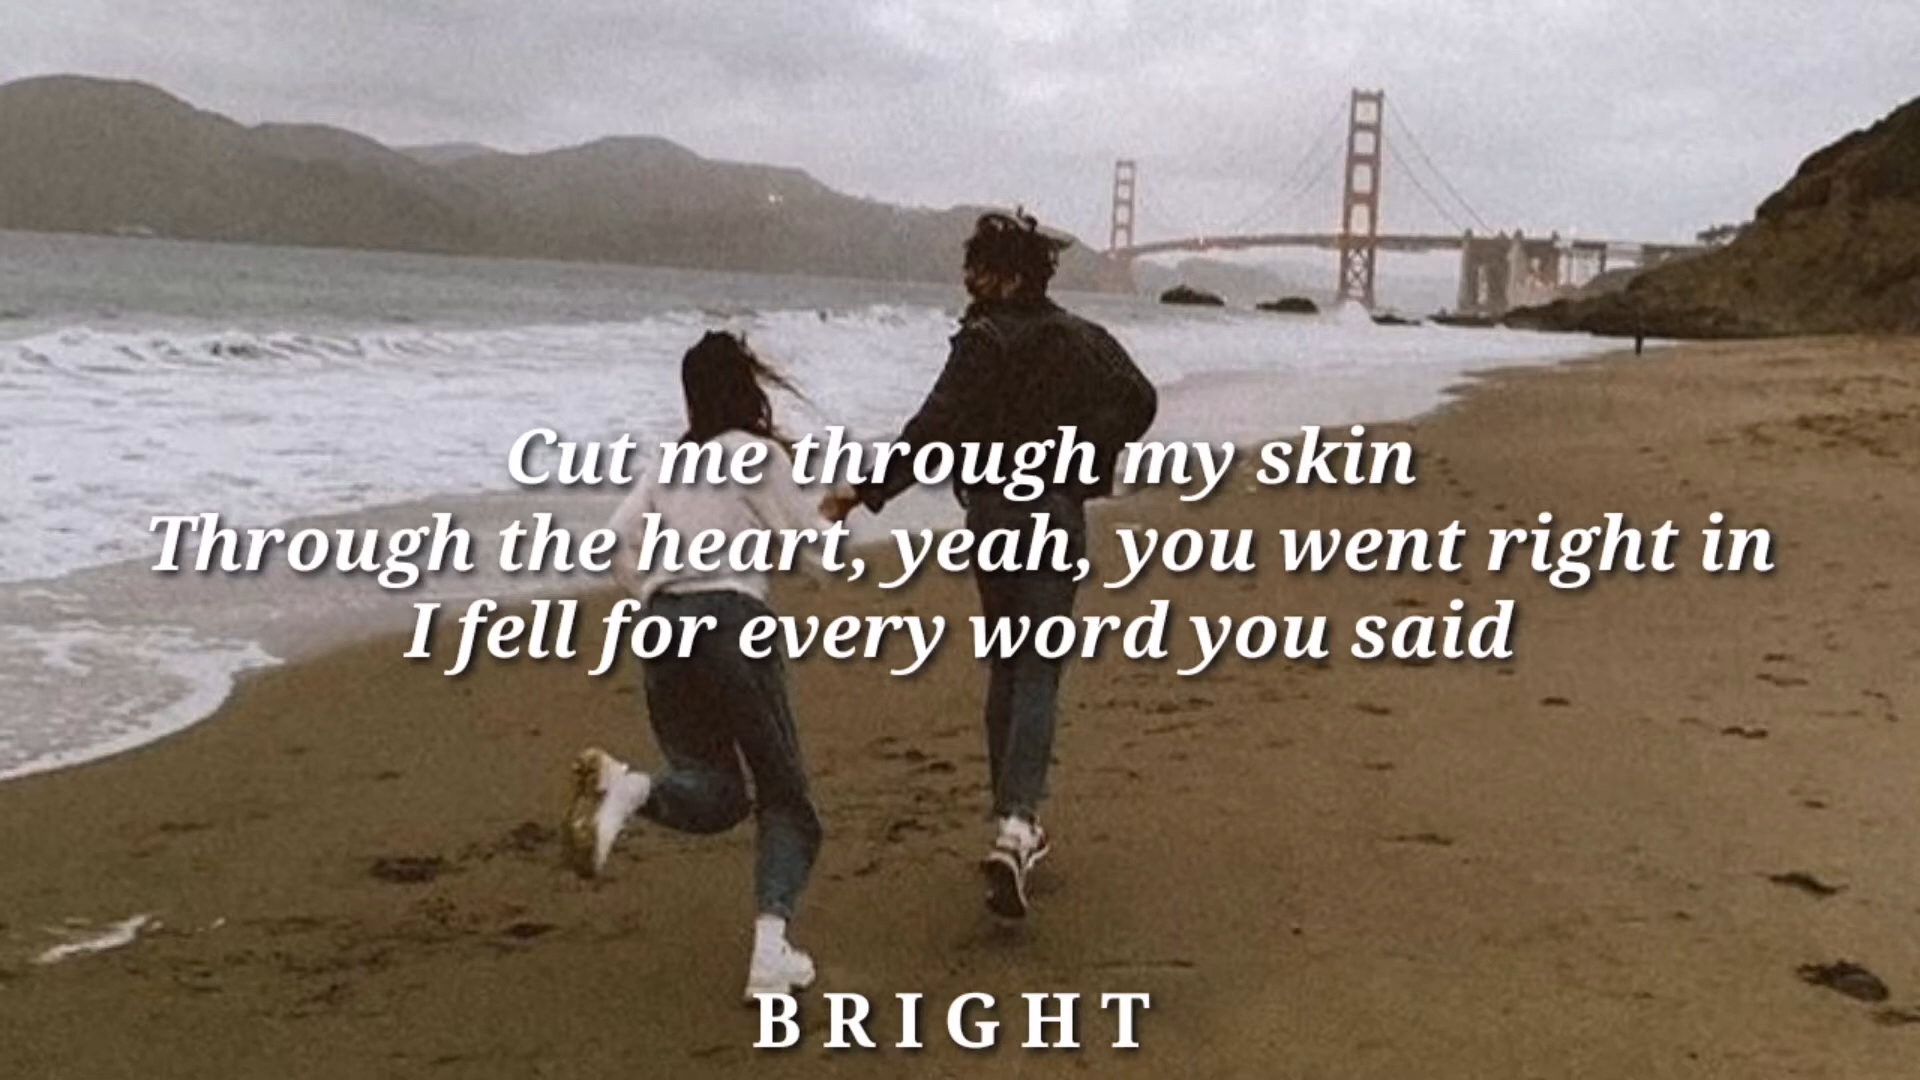 Cut me through my skin
Through the heart, yeah, you went right in
I fell for every word you said
BRIGHT